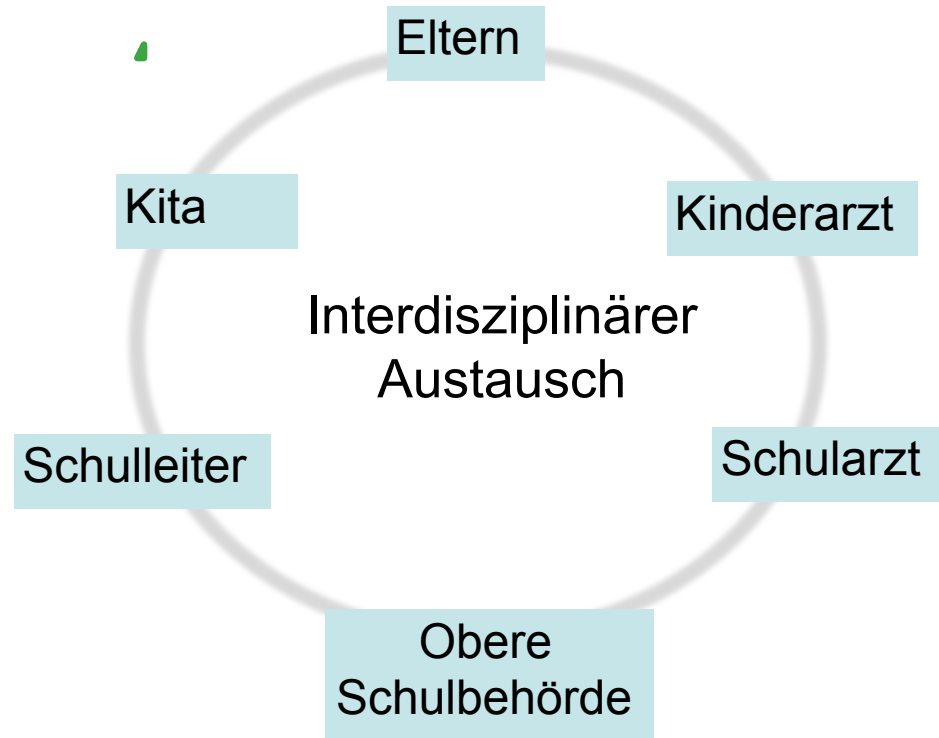 Eltern
Kita
Kinderarzt
Interdisziplinärer
Austausch
Schulleiter
Schularzt
Obere
Schulbehörde